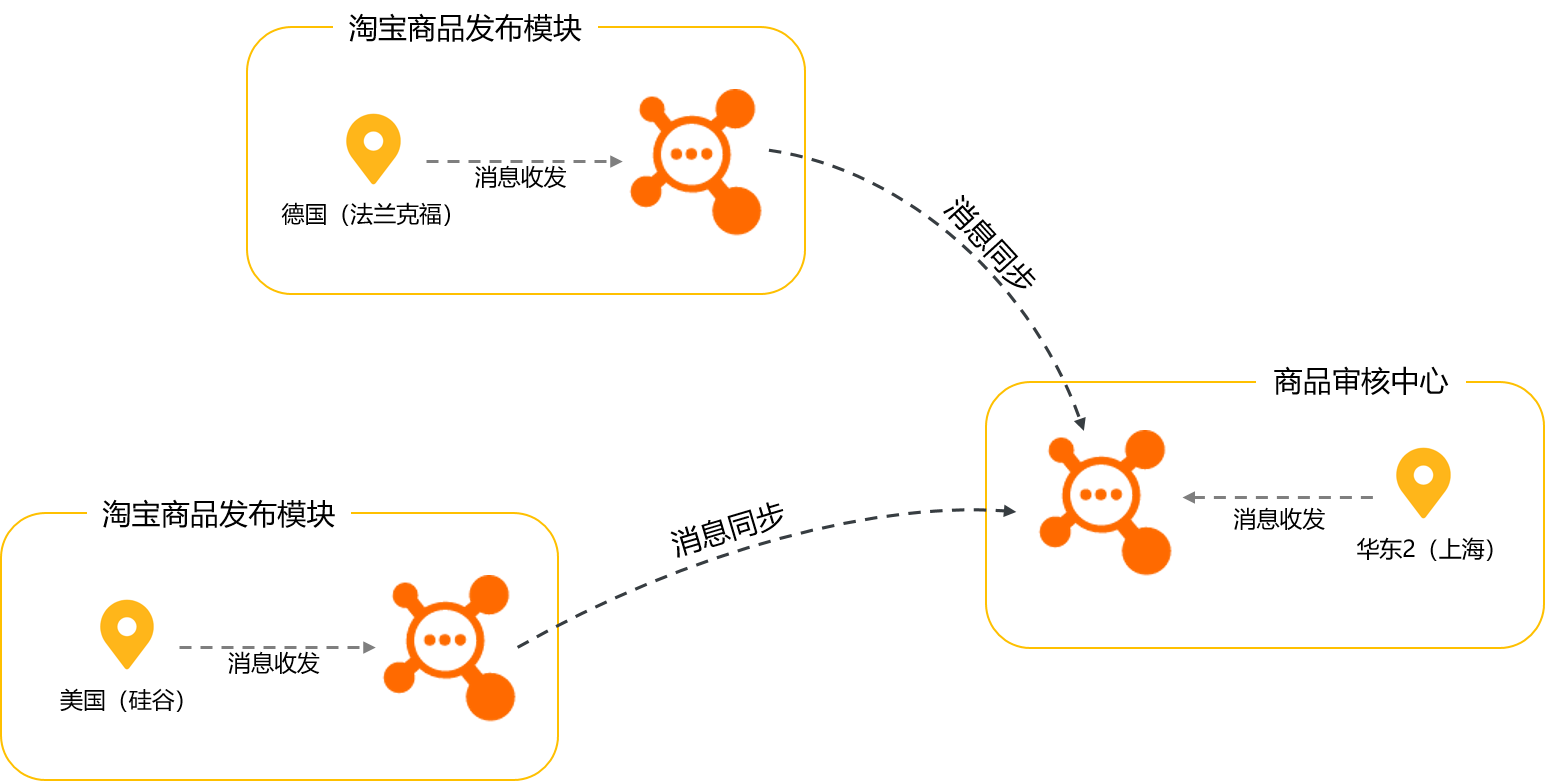 淘宝商品发布模块
消息收发
德国（法兰克福）
消息同步
商品审核中心
消息收发
华东2（上海）
淘宝商品发布模块
消息同步
消息收发
美国（硅谷）